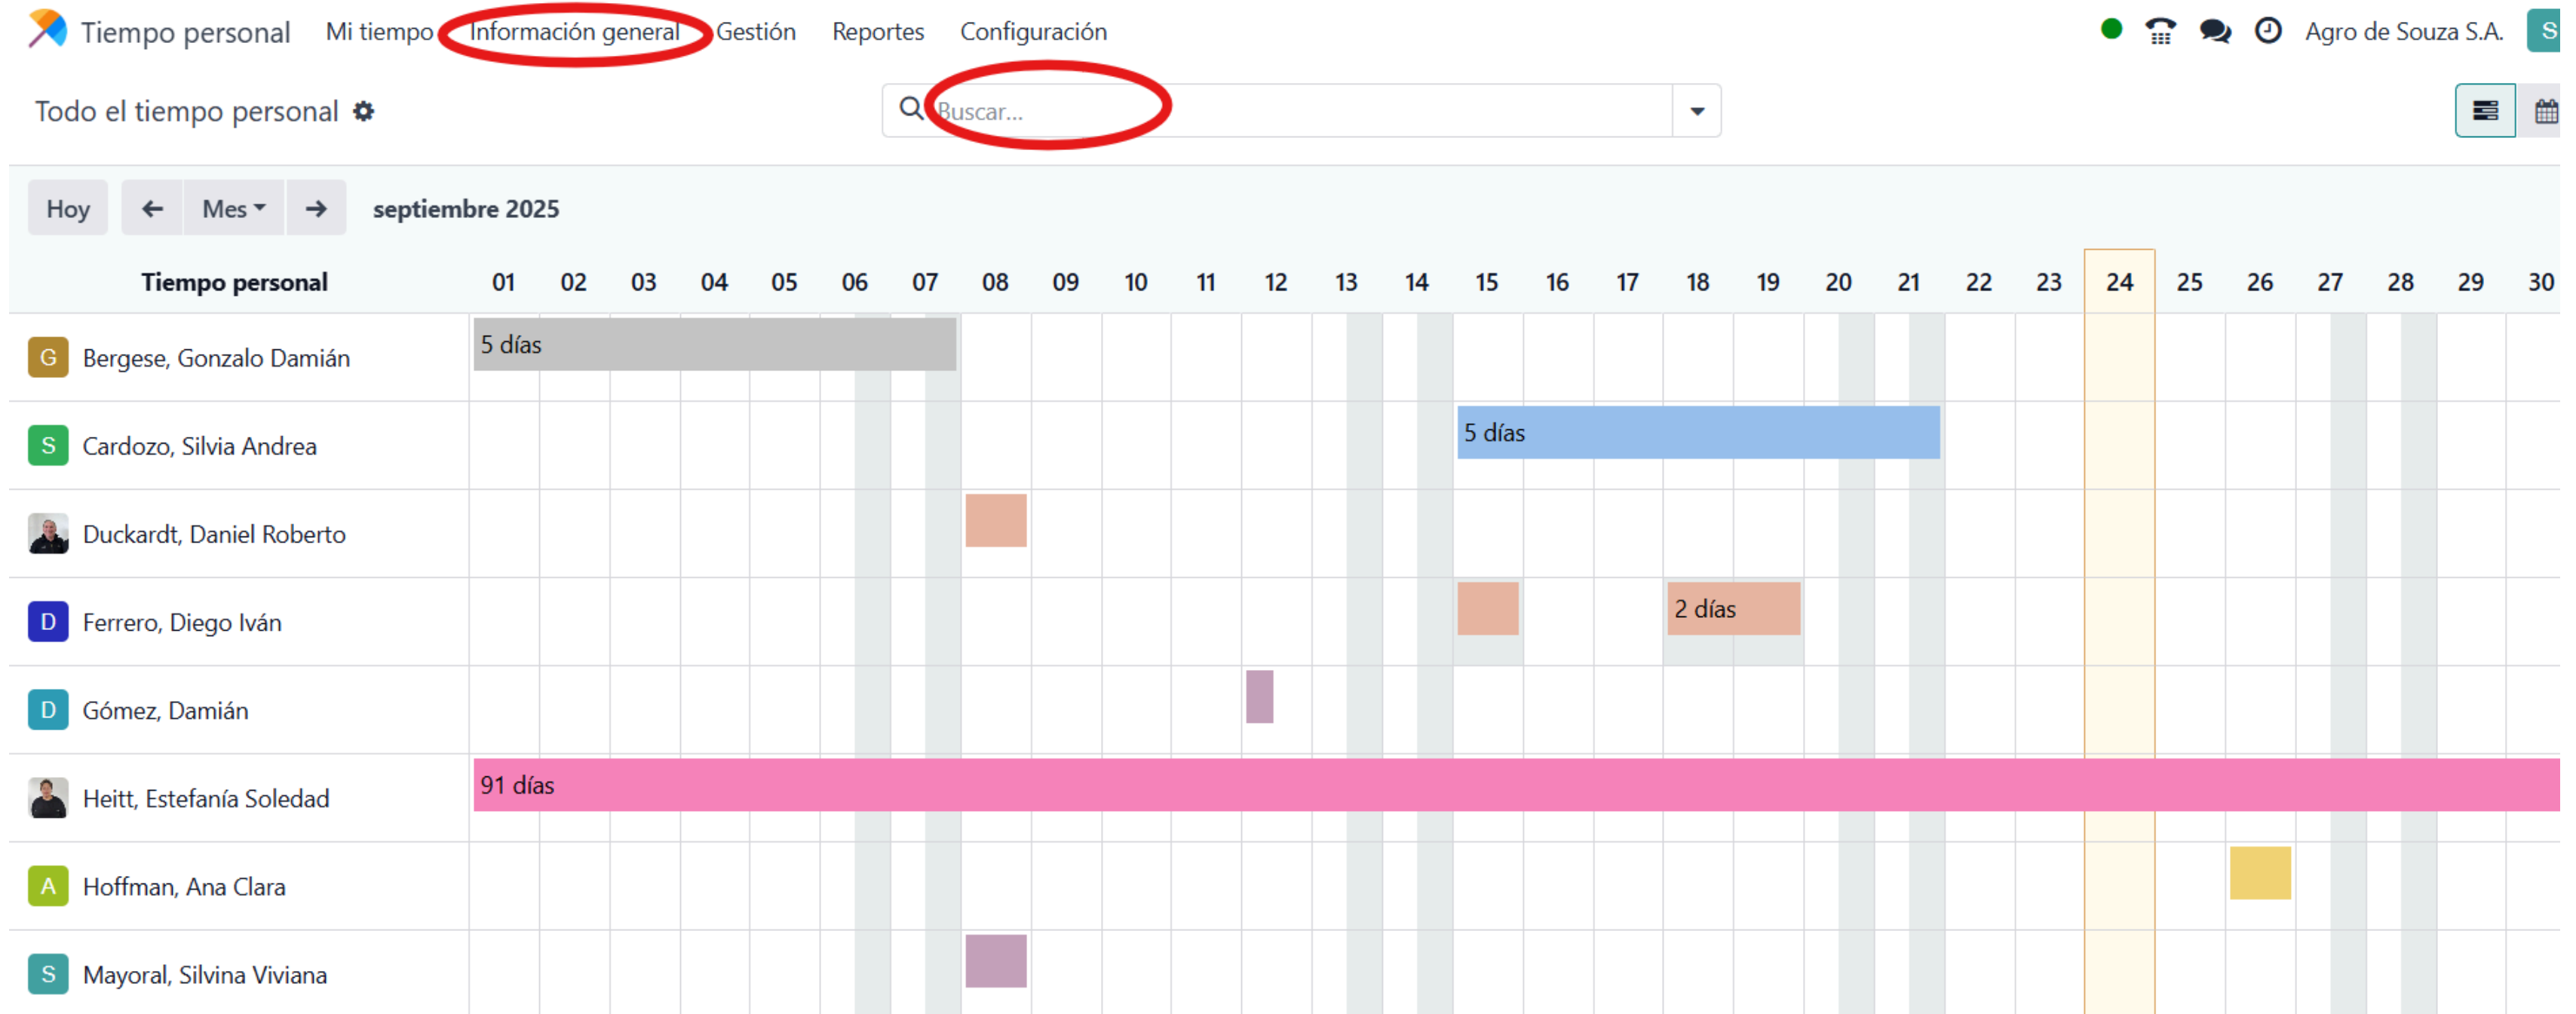 Tiempo personal Mi tiempo Información general Gestión Reportes Configuración Agro de Souza S.A. S
Todo el tiempo personal Buscar...
Hoy Mes septiembre 2025
Tiempo personal 01 02 03 04 05 06 07 08 09 10 11 12 13 14 15 16 17 18 19 20 21 22 23 24 25 26 27 28 29 30
G Bergese, Gonzalo Damián 5 días
S Cardozo, Silvia Andrea 5 días
Duckardt, Daniel Roberto
D Ferrero, Diego Iván 2 días
D Gómez, Damián
Heitt, Estefanía Soledad 91 días
A Hoffman, Ana Clara
S Mayoral, Silvina Viviana